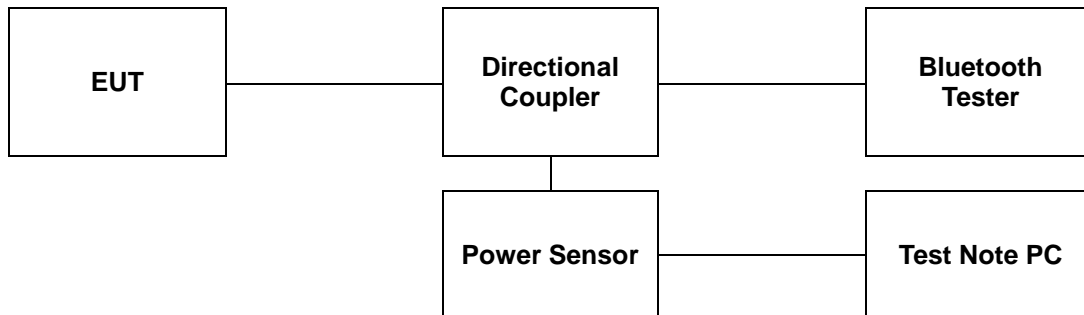 EUT
Directional
Coupler
Bluetooth
Tester
Power Sensor
Test Note PC